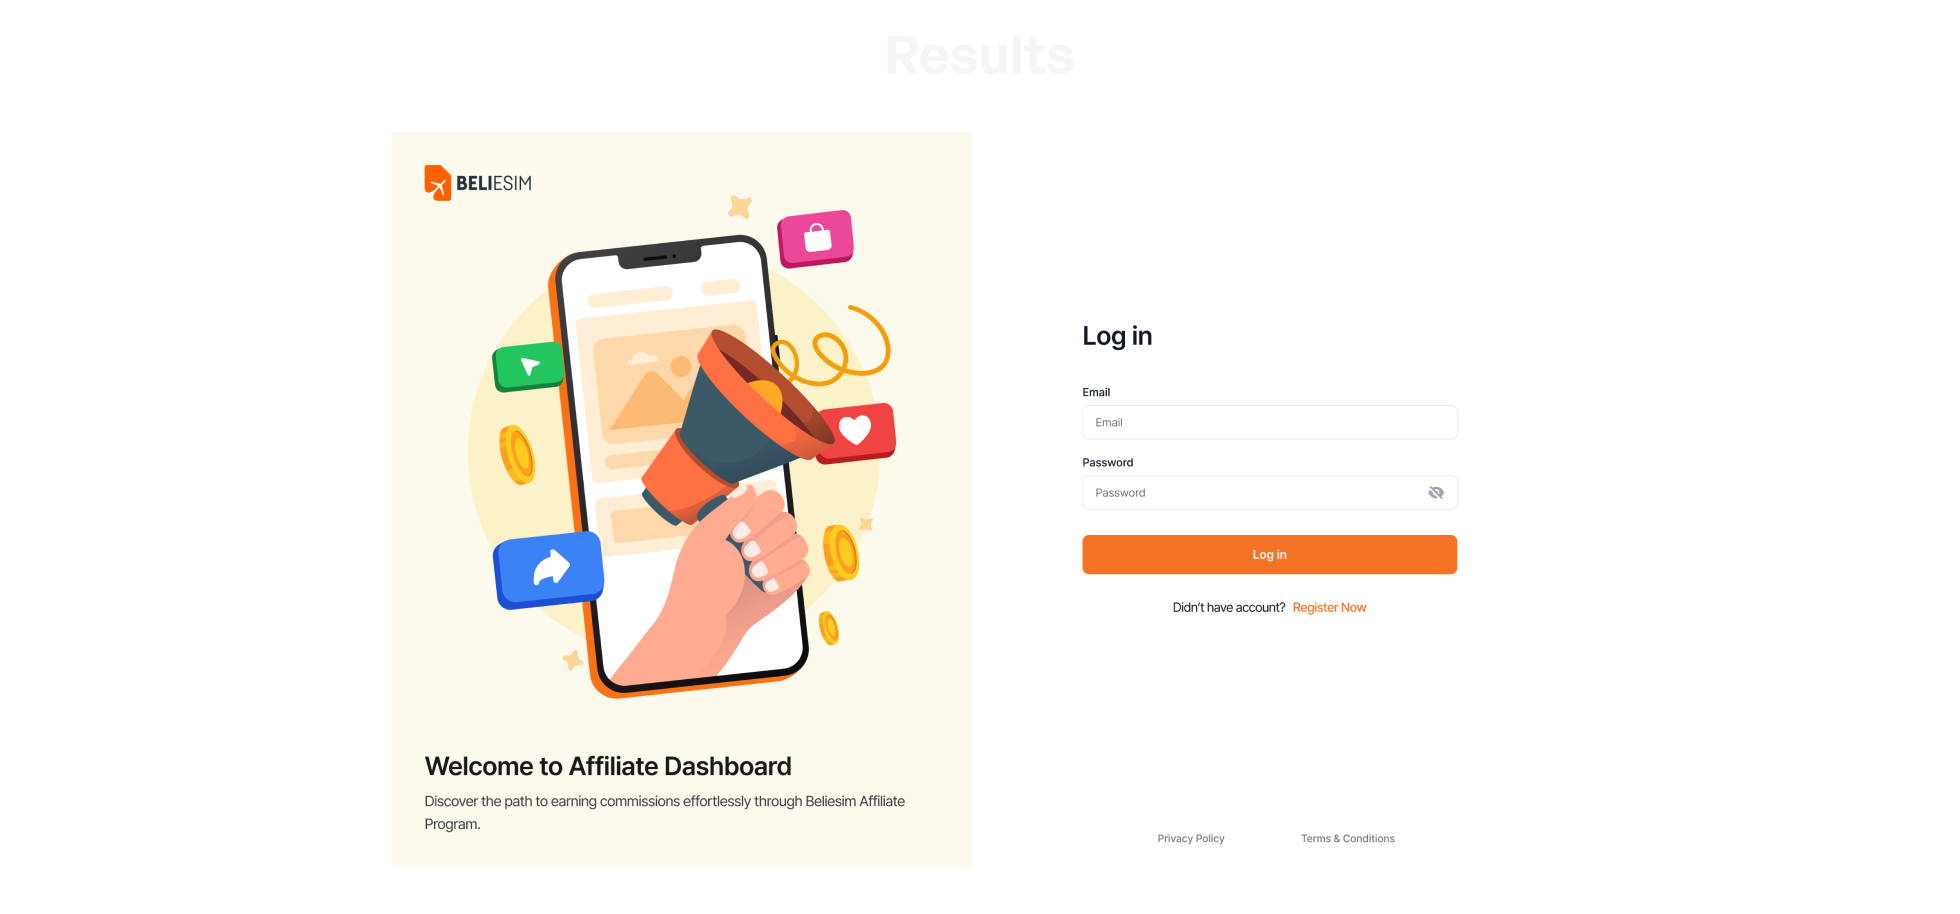 Results
BELIESIM
Welcome to Affiliate Dashboard
Discover the path to earning commissions effortlessly through Beliesim Affiliate
Program.
Log in
Email
Email
Password
Password
Log in
Didn’t have account? Register Now
Privacy Policy
Terms & Conditions